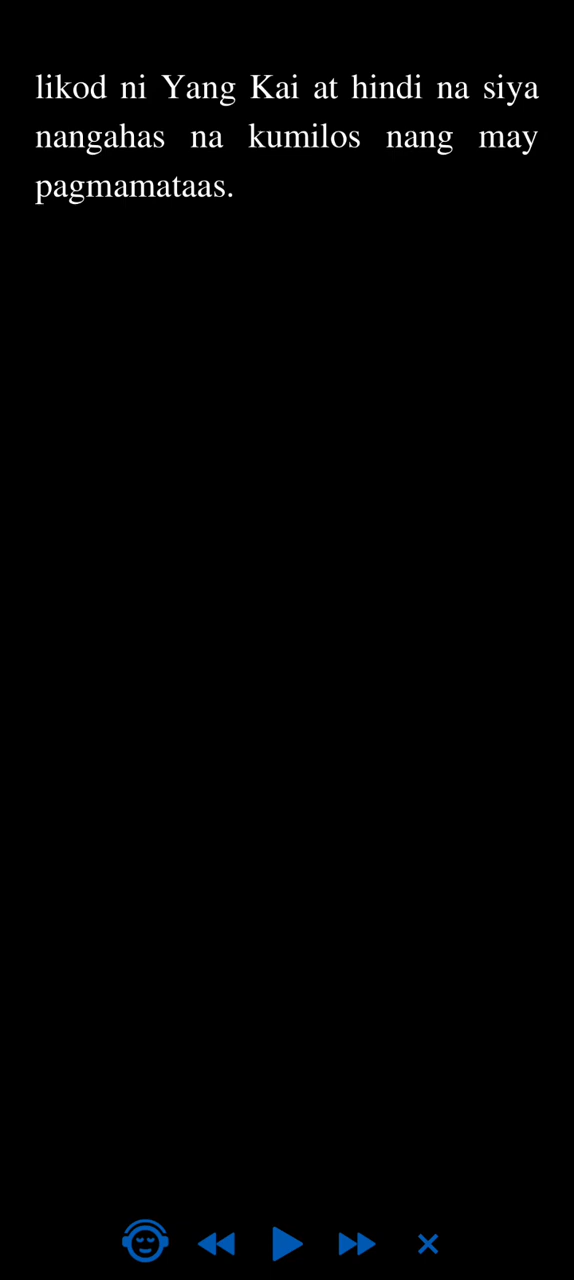 likod ni Yang Kai at hindi na siya
nangahas na kumilos nang may
pagmamataas.